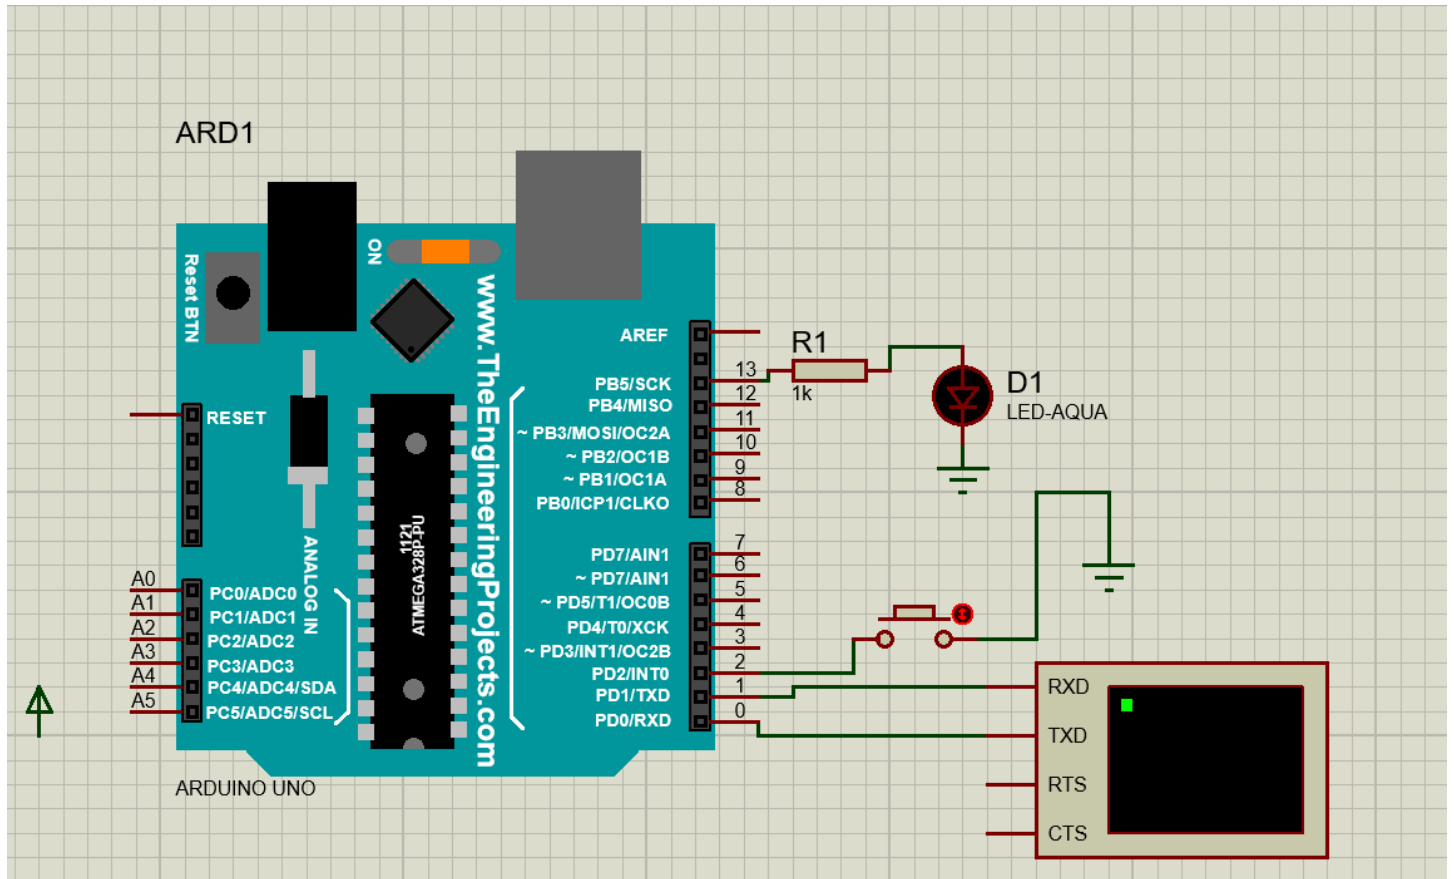 ARD1
Reset BTN
ON
www.TheEngineeringProjects.com
RESET
ANALOG IN
1121
ATMEGA328P-PU
AREF
PB5/SCK 13
PB4/MISO 12
~ PB3/MOSI/OC2A 11
~ PB2/OC1B 10
~ PB1/OC1A 9
PB0/ICP1/CLKO 8
PD7/AIN1 7
~ PD7/AIN1 6
~ PD5/T1/OC0B 5
PD4/T0/XCK 4
~ PD3/INT1/OC2B 3
PD2/INT0 2
PD1/TXD 1
PD0/RXD 0
A0 PC0/ADC0
A1 PC1/ADC1
A2 PC2/ADC2
A3 PC3/ADC3
A4 PC4/ADC4/SDA
A5 PC5/ADC5/SCL
ARDUINO UNO
R1
1k
D1
LED-AQUA
RXD
TXD
RTS
CTS